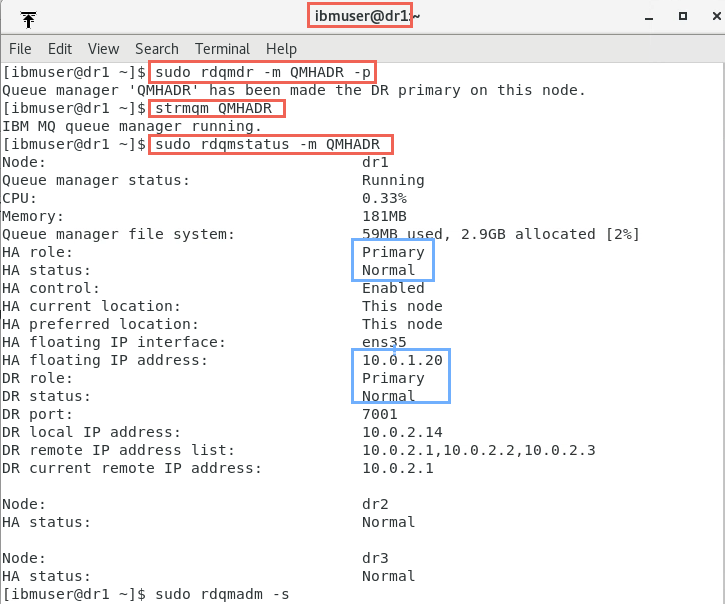 ibmuser@dr1:~
File Edit View Search Terminal Help
[ibmuser@dr1 ~]$ sudo rdqmdr -m QMHADR -p
Queue manager 'QMHADR' has been made the DR primary on this node.
[ibmuser@dr1 ~]$ strmqm QMHADR
IBM MQ queue manager running.
[ibmuser@dr1 ~]$ sudo rdqmstatus -m QMHADR
Node: dr1
Queue manager status: Running
CPU: 0.33%
Memory: 181MB
Queue manager file system: 59MB used, 2.9GB allocated [2%]
HA role: Primary
HA status: Normal
HA control: Enabled
HA current location: This node
HA preferred location: This node
HA floating IP interface: ens35
HA floating IP address: 10.0.1.20
DR role: Primary
DR status: Normal
DR port: 7001
DR local IP address: 10.0.2.14
DR remote IP address list: 10.0.2.1,10.0.2.2,10.0.2.3
DR current remote IP address: 10.0.2.1
Node: dr2
HA status: Normal
Node: dr3
HA status: Normal
[ibmuser@dr1 ~]$ sudo rdqmadm -s